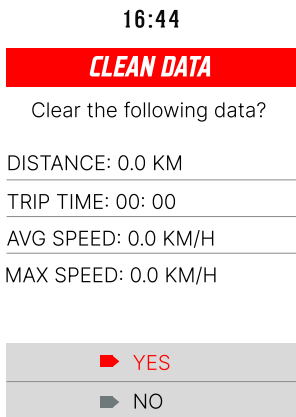 16:44
CLEAN DATA
Clear the following data?
DISTANCE: 0.0 KM
TRIP TIME: 00: 00
AVG SPEED: 0.0 KM/H
MAX SPEED: 0.0 KM/H
YES
NO